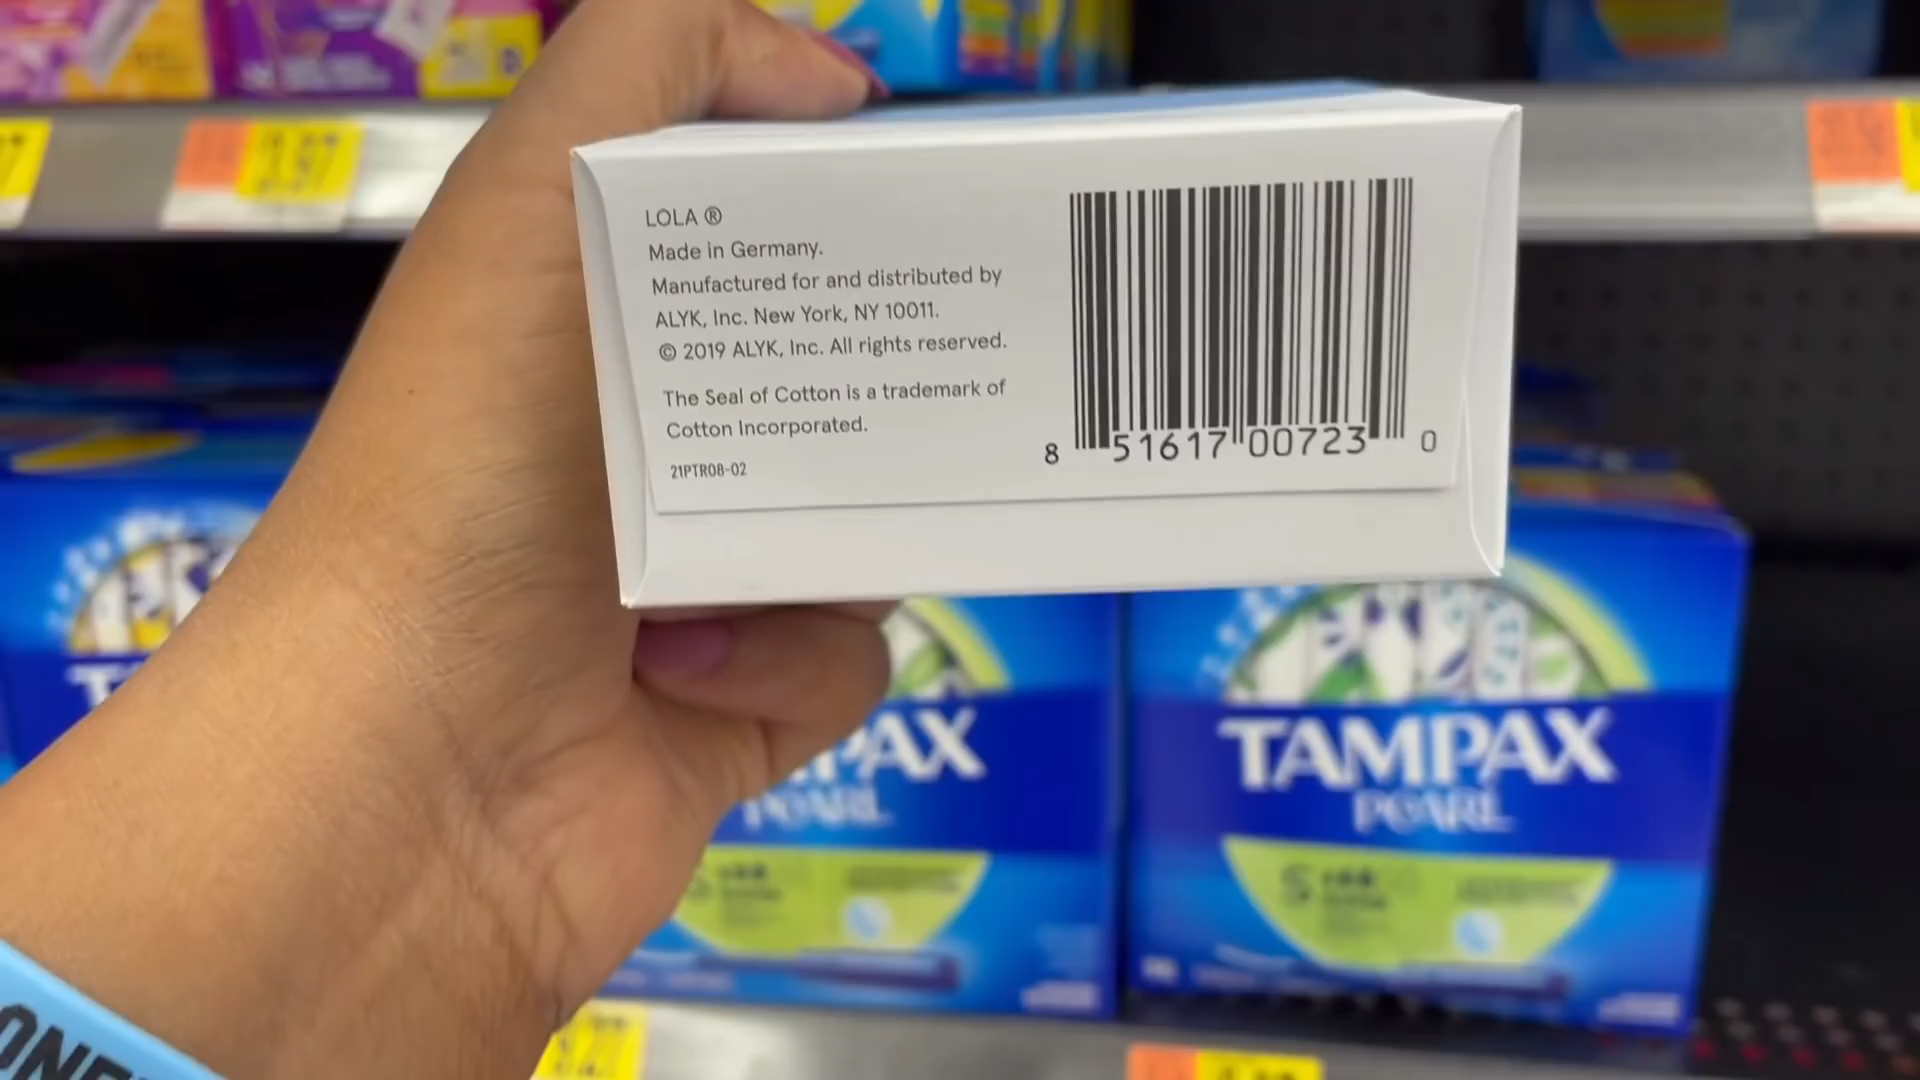 LOLA ®
Made in Germany.
Manufactured for and distributed by
ALYK, Inc. New York, NY 10011.
© 2019 ALYK, Inc. All rights reserved.
The Seal of Cotton is a trademark of
Cotton Incorporated.
21PTR08-02
8 51617 00723 0
TAMPAX
PEARL
TAMPAX
PEARL